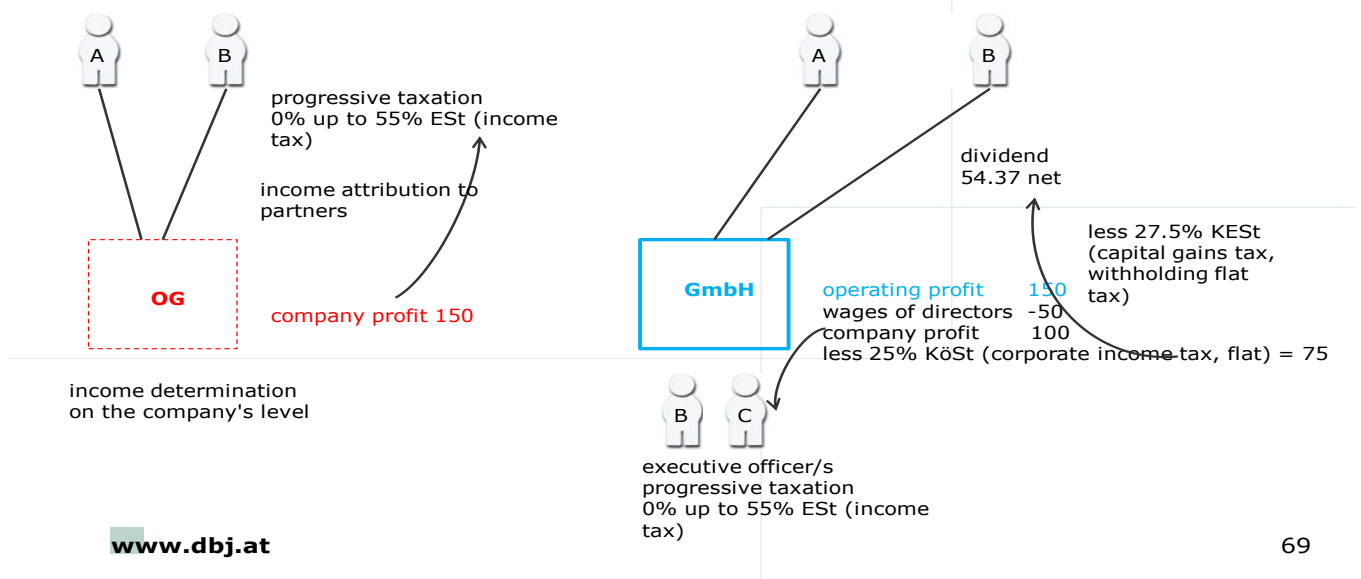 A
B
progressive taxation
0% up to 55% ESt (income
tax)
income attribution to
partners
OG
company profit 150
income determination
on the company's level
A
B
dividend
54.37 net
less 27.5% KESt
(capital gains tax,
withholding flat
tax)
GmbH
operating profit 150
wages of directors -50
company profit 100
less 25% KöSt (corporate income tax, flat) = 75
B
C
executive officer/s
progressive taxation
0% up to 55% ESt (income
tax)
www.dbj.at
69